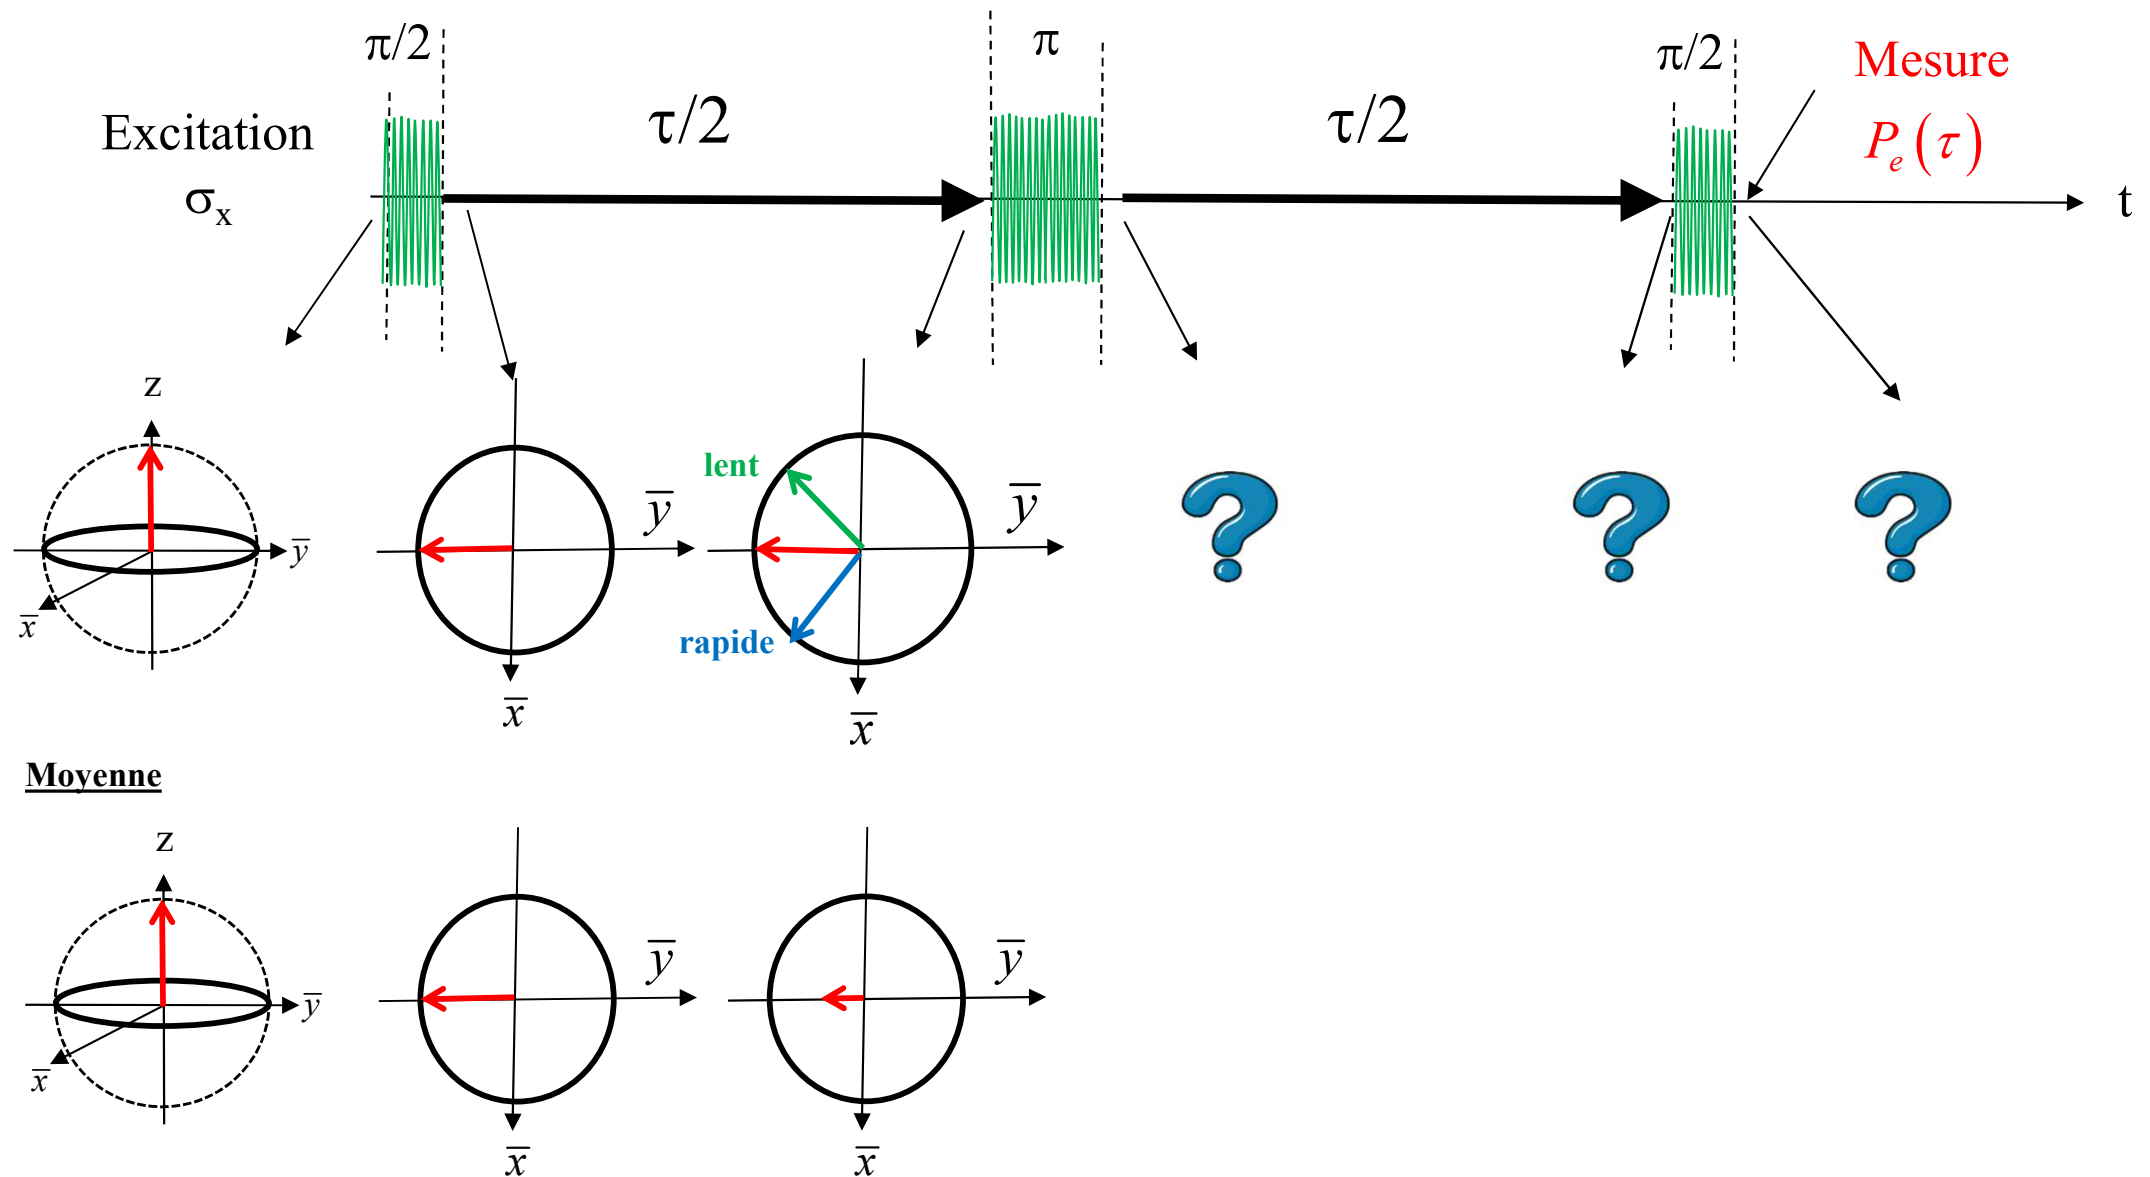 π/2
π
π/2
Mesure
Excitation
τ/2
τ/2
P_e(τ)
σ_x
t
z
lent
y̅
y̅
y̅
x̅
rapide
x̅
x̅
Moyenne
z
y̅
y̅
y̅
x̅
x̅
x̅